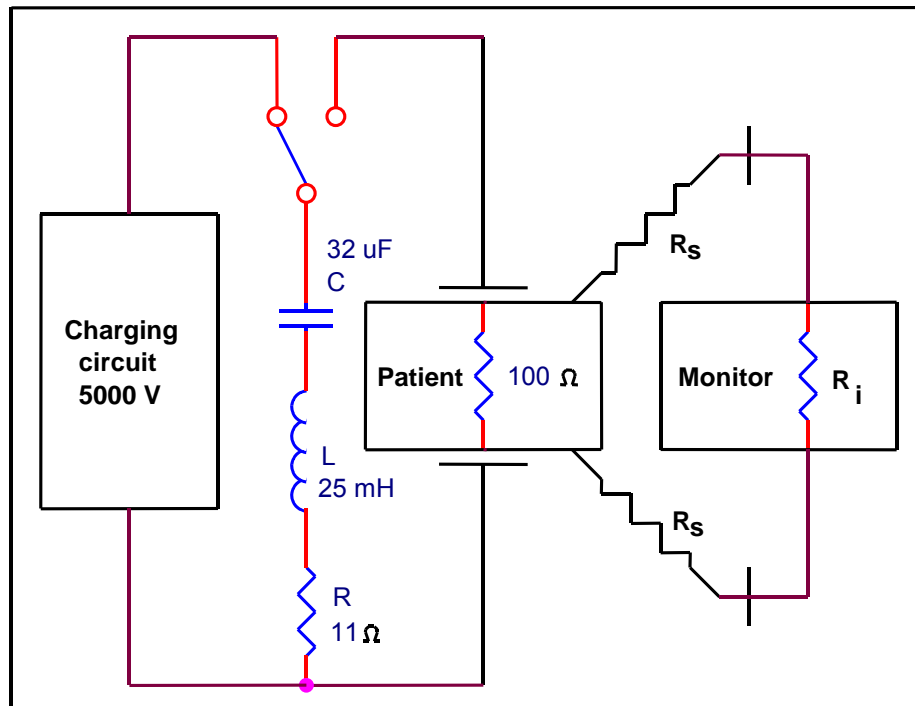 32 uF
C
Charging
circuit
5000 V
L
25 mH
R
11 Ω
Patient
100 Ω
Rs
Rs
Monitor
R i